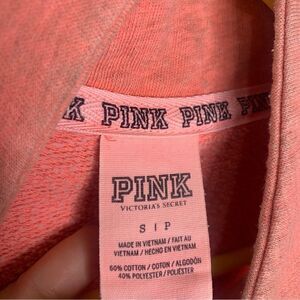 K PINK PINK P
PINK
VICTORIA'S SECRET
S | P
MADE IN VIETNAM / FAIT AU
VIETNAM / HECHO EN VIETNAM
60% COTTON / COTON / ALGODÓN
40% POLYESTER / POLIÉSTER